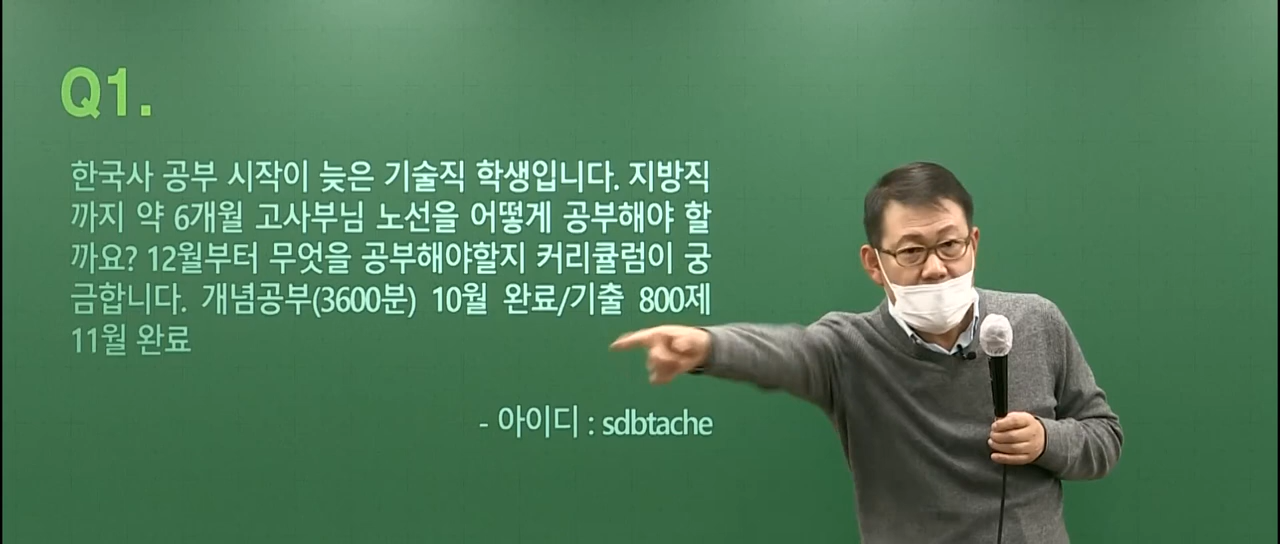 Q1.
한국사 공부 시작이 늦은 기술직 학생입니다. 지방직
까지 약 6개월 고사부님 노선을 어떻게 공부해야 할
까요? 12월부터 무엇을 공부해야할지 커리큘럼이 궁
금합니다. 개념공부(3600분) 10월 완료/기출 800제
11월 완료
- 아이디 : sdbtache